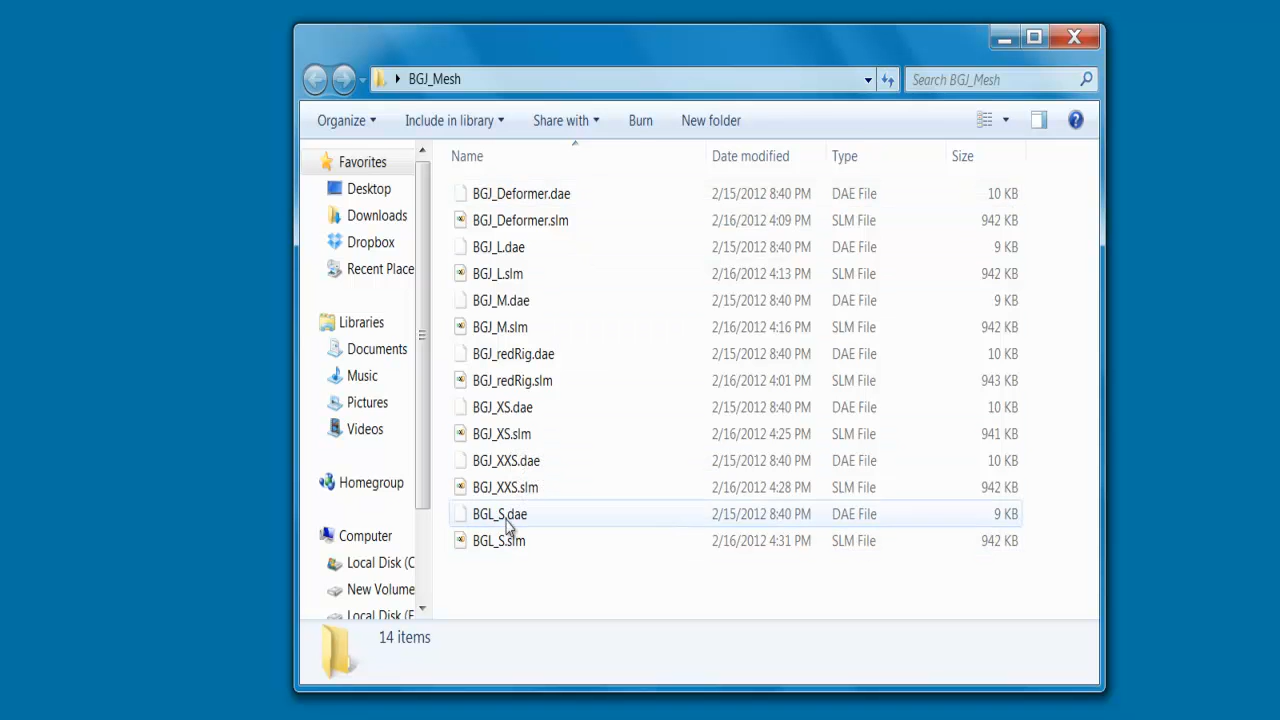 BGJ_Mesh
Search BGJ_Mesh
Organize Include in library Share with Burn New folder
Favorites
Desktop
Downloads
Dropbox
Recent Place
Libraries
Documents
Music
Pictures
Videos
Homegroup
Computer
Local Disk (C
New Volume
Local Disk (F
Name Date modified Type Size
BGJ_Deformer.dae 2/15/2012 8:40 PM DAE File 10 KB
BGJ_Deformer.slm 2/16/2012 4:09 PM SLM File 942 KB
BGJ_L.dae 2/15/2012 8:40 PM DAE File 9 KB
BGJ_L.slm 2/16/2012 4:13 PM SLM File 942 KB
BGJ_M.dae 2/15/2012 8:40 PM DAE File 9 KB
BGJ_M.slm 2/16/2012 4:16 PM SLM File 942 KB
BGJ_redRig.dae 2/15/2012 8:40 PM DAE File 10 KB
BGJ_redRig.slm 2/16/2012 4:01 PM SLM File 943 KB
BGJ_XS.dae 2/15/2012 8:40 PM DAE File 10 KB
BGJ_XS.slm 2/16/2012 4:25 PM SLM File 941 KB
BGJ_XXS.dae 2/15/2012 8:40 PM DAE File 10 KB
BGJ_XXS.slm 2/16/2012 4:28 PM SLM File 942 KB
BGL_S.dae 2/15/2012 8:40 PM DAE File 9 KB
BGL_S.slm 2/16/2012 4:31 PM SLM File 942 KB
14 items